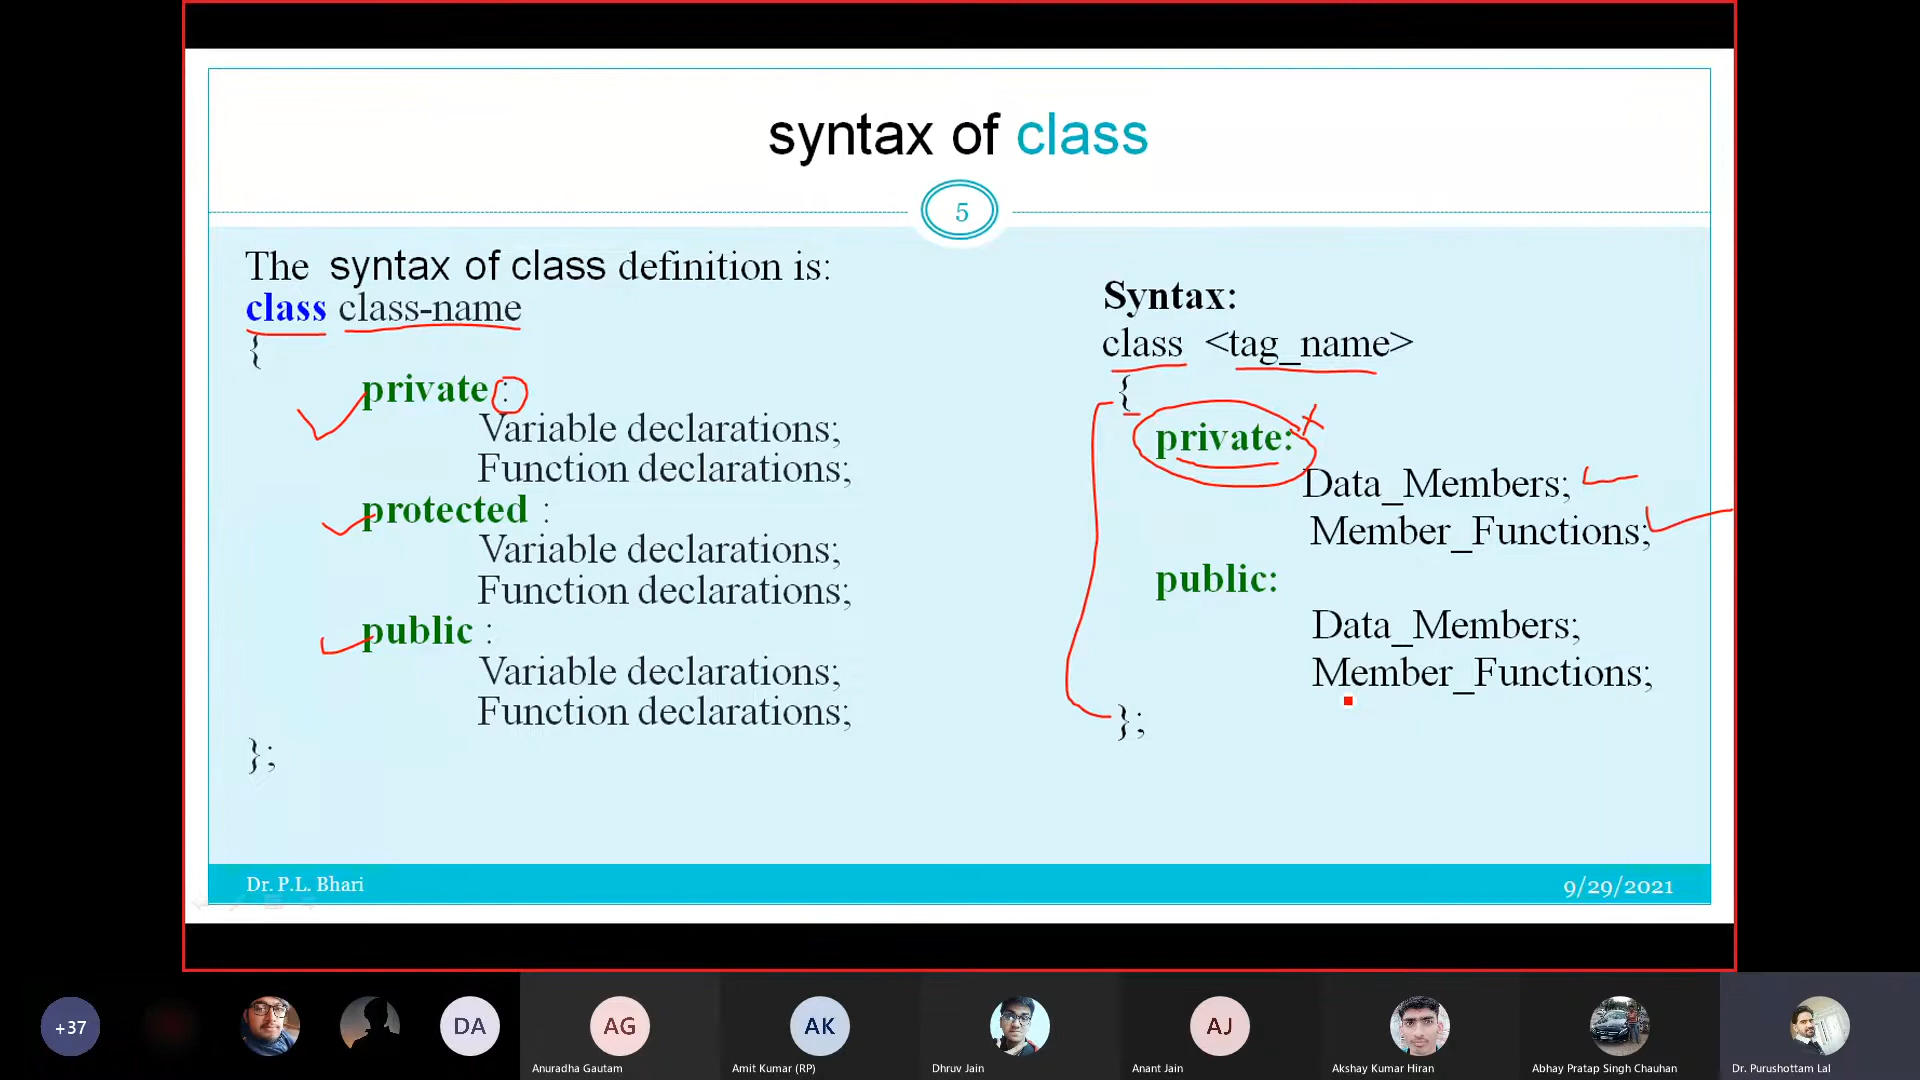 syntax of class
5
The syntax of class definition is:
class class-name
{
private :
Variable declarations;
Function declarations;
protected :
Variable declarations;
Function declarations;
public :
Variable declarations;
Function declarations;
};
Syntax:
class <tag_name>
{
private:
Data_Members;
Member_Functions;
public:
Data_Members;
Member_Functions;
};
Dr. P.L. Bhari
9/29/2021
+37
DA
AG
AK
AJ
Anuradha Gautam
Amit Kumar (RP)
Dhruv Jain
Anant Jain
Akshay Kumar Hiran
Abhay Pratap Singh Chauhan
Dr. Purushottam Lal